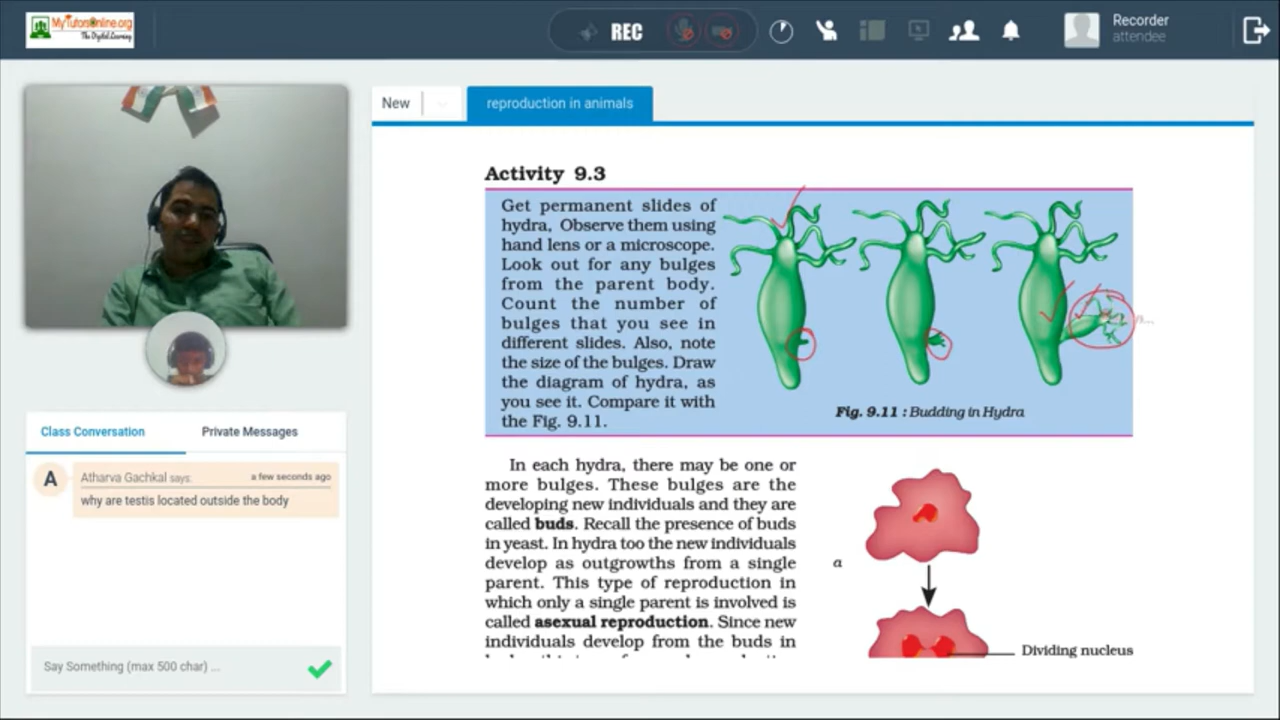 MyTutorsOnline.org
The Digital Learning
REC
Recorder
attendee
New
reproduction in animals
Activity 9.3
Get permanent slides of
hydra. Observe them using
hand lens or a microscope.
Look out for any bulges
from the parent body.
Count the number of
bulges that you see in
different slides. Also, note
the size of the bulges. Draw
the diagram of hydra, as
you see it. Compare it with
the Fig. 9.11.
Fig. 9.11 : Budding in Hydra
Class Conversation
Private Messages
A
Atharva Gachkal says:
a few seconds ago
why are testis located outside the body
Say Something (max 500 char) ...
In each hydra, there may be one or
more bulges. These bulges are the
developing new individuals and they are
called buds. Recall the presence of buds
in yeast. In hydra too the new individuals
develop as outgrowths from a single
parent. This type of reproduction in
which only a single parent is involved is
called asexual reproduction. Since new
individuals develop from the buds in
a
Dividing nucleus